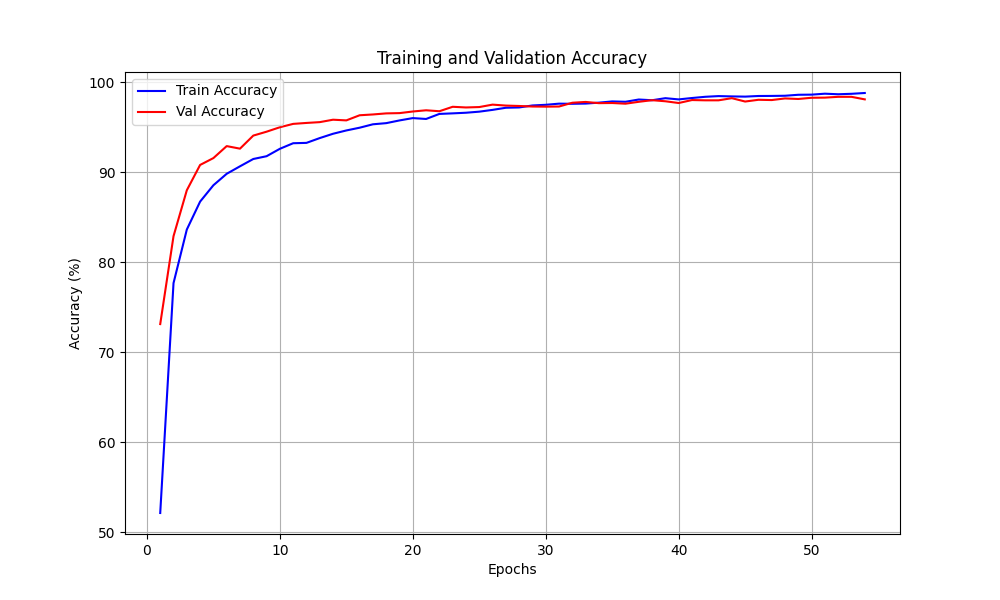 Training and Validation Accuracy
Train Accuracy
Val Accuracy
Accuracy (%)
100
90
80
70
60
50
0 10 20 30 40 50
Epochs